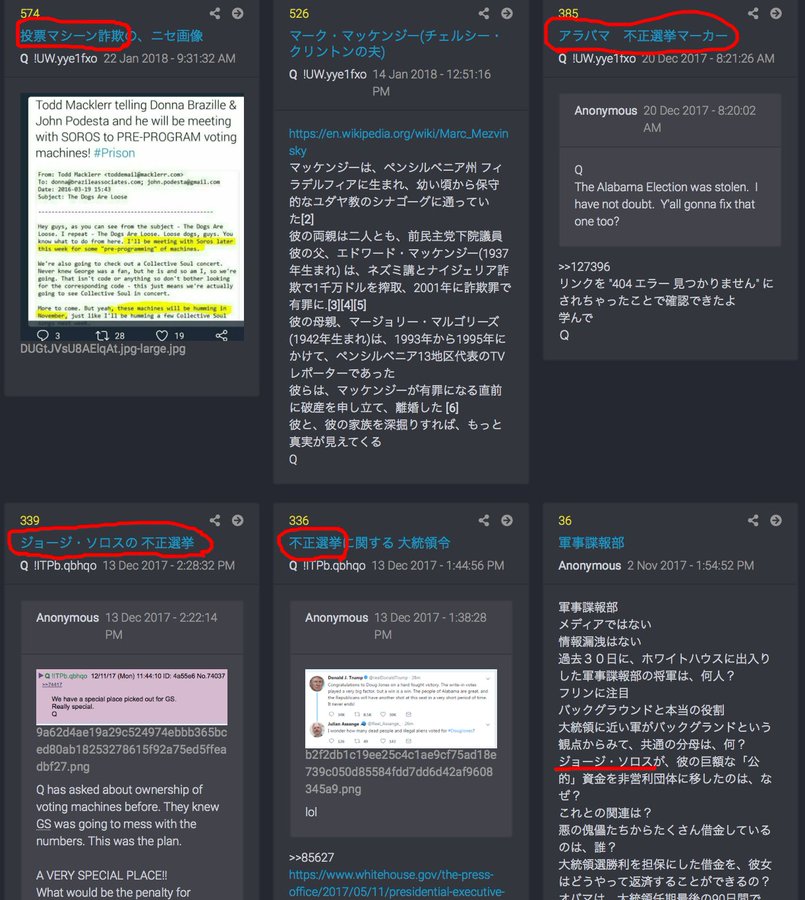 574
投票マシーン詐欺の、ニセ画像
Q !UW.yye1fxo 22 Jan 2018 - 9:31:32 AM
Todd Macklerr telling Donna Brazille &
John Podesta and he will be meeting
with SOROS to PRE-PROGRAM voting
machines! #Prison
From: Todd Macklerr <toddemail@macklerr.com>
To: donna@brazileassociates.com; john.podesta@gmail.com
Date: 2016-03-19 15:43
Subject: The Dogs Are Loose
Hey guys, as you can see from the subject - The Dogs Are
Loose. I repeat - The Dogs Are Loose. Loose dogs, guys. You
know what to do from here. I'll be meeting with Soros later
this week for some "pre-programming" of machines.
We're also going to check out a Collective Soul concert.
Never knew George was a fan, but he is and so am I, so we're
going. That isn't code or anything so don't bother looking
for the corresponding code - this just means we're actually
going to see Collective Soul in concert.
More to come. But yeah, these machines will be humming in
November, just like I'll be humming a few Collective Soul
3 28 19
DUGtJVsU8AElqAt.jpg-large.jpg
526
マーク・マッケンジー(チェルシー・
クリントンの夫)
Q !UW.yye1fxo 14 Jan 2018 - 12:51:16
PM
https://en.wikipedia.org/wiki/Marc_Mezvin
sky
マッケンジーは、ペンシルベニア州 フィ
ラデルフィアに生まれ、幼い頃から保守
的なユダヤ教のシナゴーグに通ってい
た[2]
彼の両親は二人とも、前民主党下院議員
彼の父、エドワード・マッケンジー(1937
年生まれ) は、ネズミ講とナイジェリア詐
欺で1千万ドルを搾取、2001年に詐欺罪で
有罪に.[3][4][5]
彼の母親、マージョリー・マルゴリーズ
(1942年生まれ)は、1993年から1995年に
かけて、ペンシルベニア13地区代表のTV
レポーターであった
彼らは、マッケンジーが有罪になる直前
に破産を申し立て、離婚した [6]
彼と、彼の家族を深掘りすれば、もっと
真実が見えてくる
Q
385
アラバマ 不正選挙マーカー
Q !UW.yye1fxo 20 Dec 2017 - 8:21:26 AM
Anonymous 20 Dec 2017 - 8:20:02
AM
Q
The Alabama Election was stolen. I
have not doubt. Y'all gonna fix that
one too?
>>127396
リンクを "404 エラー 見つかりません" に
されちゃったことで確認できたよ
学んで
Q
339
ジョージ・ソロスの 不正選挙
Q !ITPb.qbhqo 13 Dec 2017 - 2:28:32 PM
Anonymous 13 Dec 2017 - 2:22:14
PM
Q !ITPb.qbhqo 12/11/17 (Mon) 11:44:10 ID: 4a55e6 No.74037
>>74417
We have a special place picked out for GS.
Really special.
Q
9a62d4ae19a29c524974ebbb365bc
ed80ab18253278615f92a75ed5ffea
dbf27.png
Q has asked about ownership of
voting machines before. They knew
GS was going to mess with the
numbers. This was the plan.
A VERY SPECIAL PLACE!!
What would be the penalty for
336
不正選挙に関する 大統領令
Q !ITPb.qbhqo 13 Dec 2017 - 1:44:56 PM
Anonymous 13 Dec 2017 - 1:38:28
PM
Donald J. Trump @realDonaldTrump
Congratulations to Doug Jones on a hard fought victory. The write-in votes
played a very big factor, but a win is a win. The people of Alabama are great, and
the Republicans will have another shot at this seat in a very short period of time.
It never ends!
Julian Assange
I wonder how many dead people and illegal aliens voted for #DougJones?
b2f2db1c19ee25c4c1ae9cf75ad18e
739c050d85584fdd7dd6d42af9608
345a9.png
lol
>>85627
https://www.whitehouse.gov/the-press-
office/2017/05/11/presidential-executive-
36
軍事諜報部
Anonymous 2 Nov 2017 - 1:54:52 PM
軍事諜報部
メディアではない
情報漏洩はない
過去３０日に、ホワイトハウスに出入り
した軍事諜報部の将軍は、何人？
フリンに注目
バックグラウンドと本当の役割
大統領に近い軍がバックグランドという
観点からみて、共通の分母は、何？
ジョージ・ソロスが、彼の巨額な「公
的」資金を非営利団体に移したのは、な
ぜ？
これとの関連は？
悪の傀儡たちからたくさん借金している
のは、誰？
大統領選勝利を担保にした借金を、彼女
はどうやって返済することができるの？
オバマは、大統領任期最後の90日間で